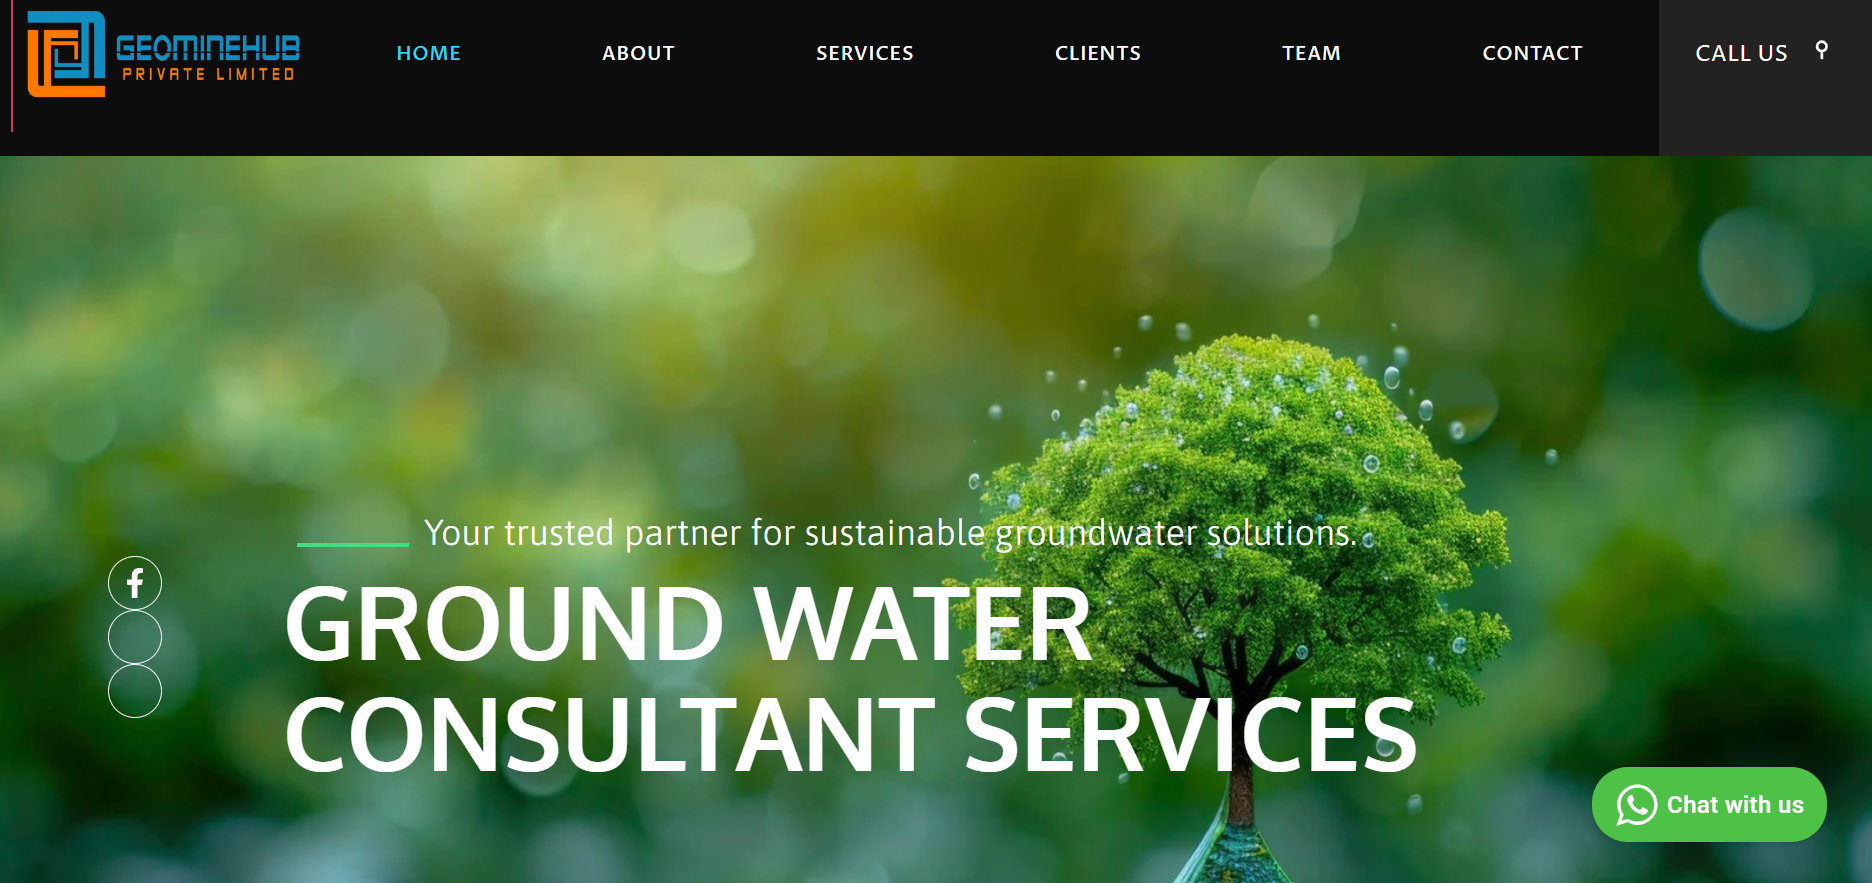 GEOMINEHUB
PRIVATE LIMITED
HOME ABOUT SERVICES CLIENTS TEAM CONTACT CALL US
Your trusted partner for sustainable groundwater solutions.
GROUND WATER
CONSULTANT SERVICES
Chat with us